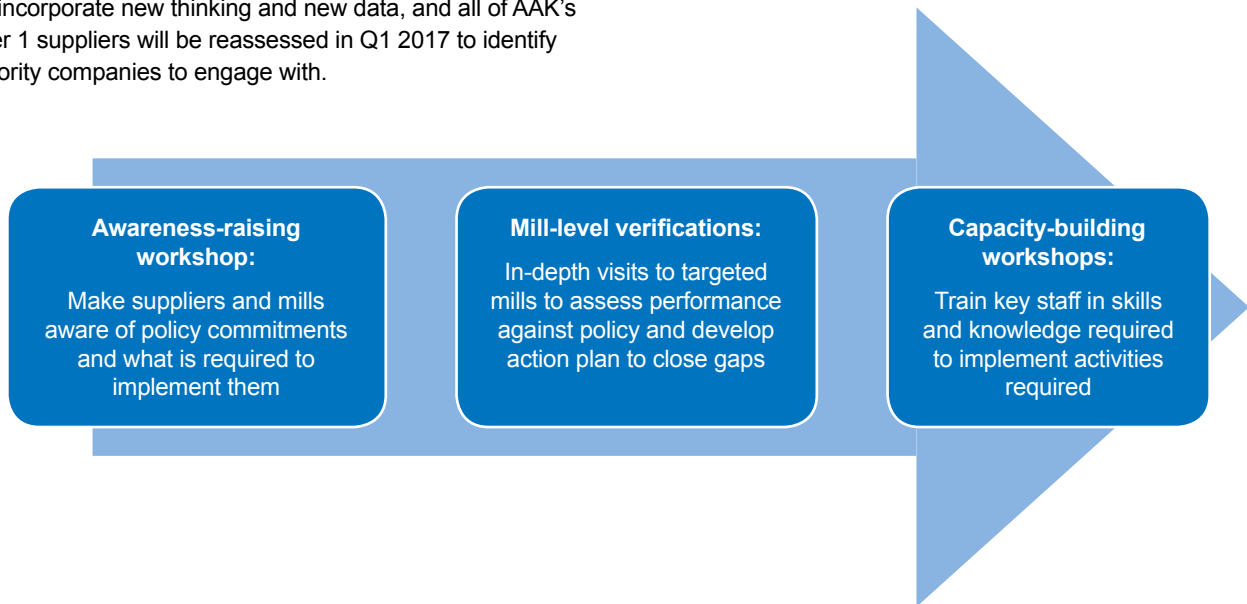 incorporate new thinking and new data, and all of AAK's
er 1 suppliers will be reassessed in Q1 2017 to identify
ority companies to engage with.
Awareness-raising
workshop:
Make suppliers and mills
aware of policy commitments
and what is required to
implement them
Mill-level verifications:
In-depth visits to targeted
mills to assess performance
against policy and develop
action plan to close gaps
Capacity-building
workshops:
Train key staff in skills
and knowledge required
to implement activities
required